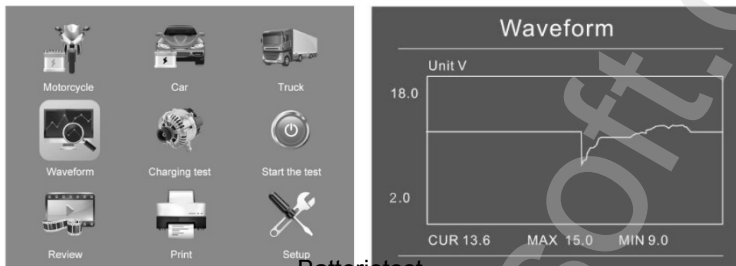 Motorcycle Car Truck
Waveform Charging test Start the test
Review Print Setup
Batterietest
Waveform
Unit V
18.0
2.0
CUR 13.6 MAX 15.0 MIN 9.0